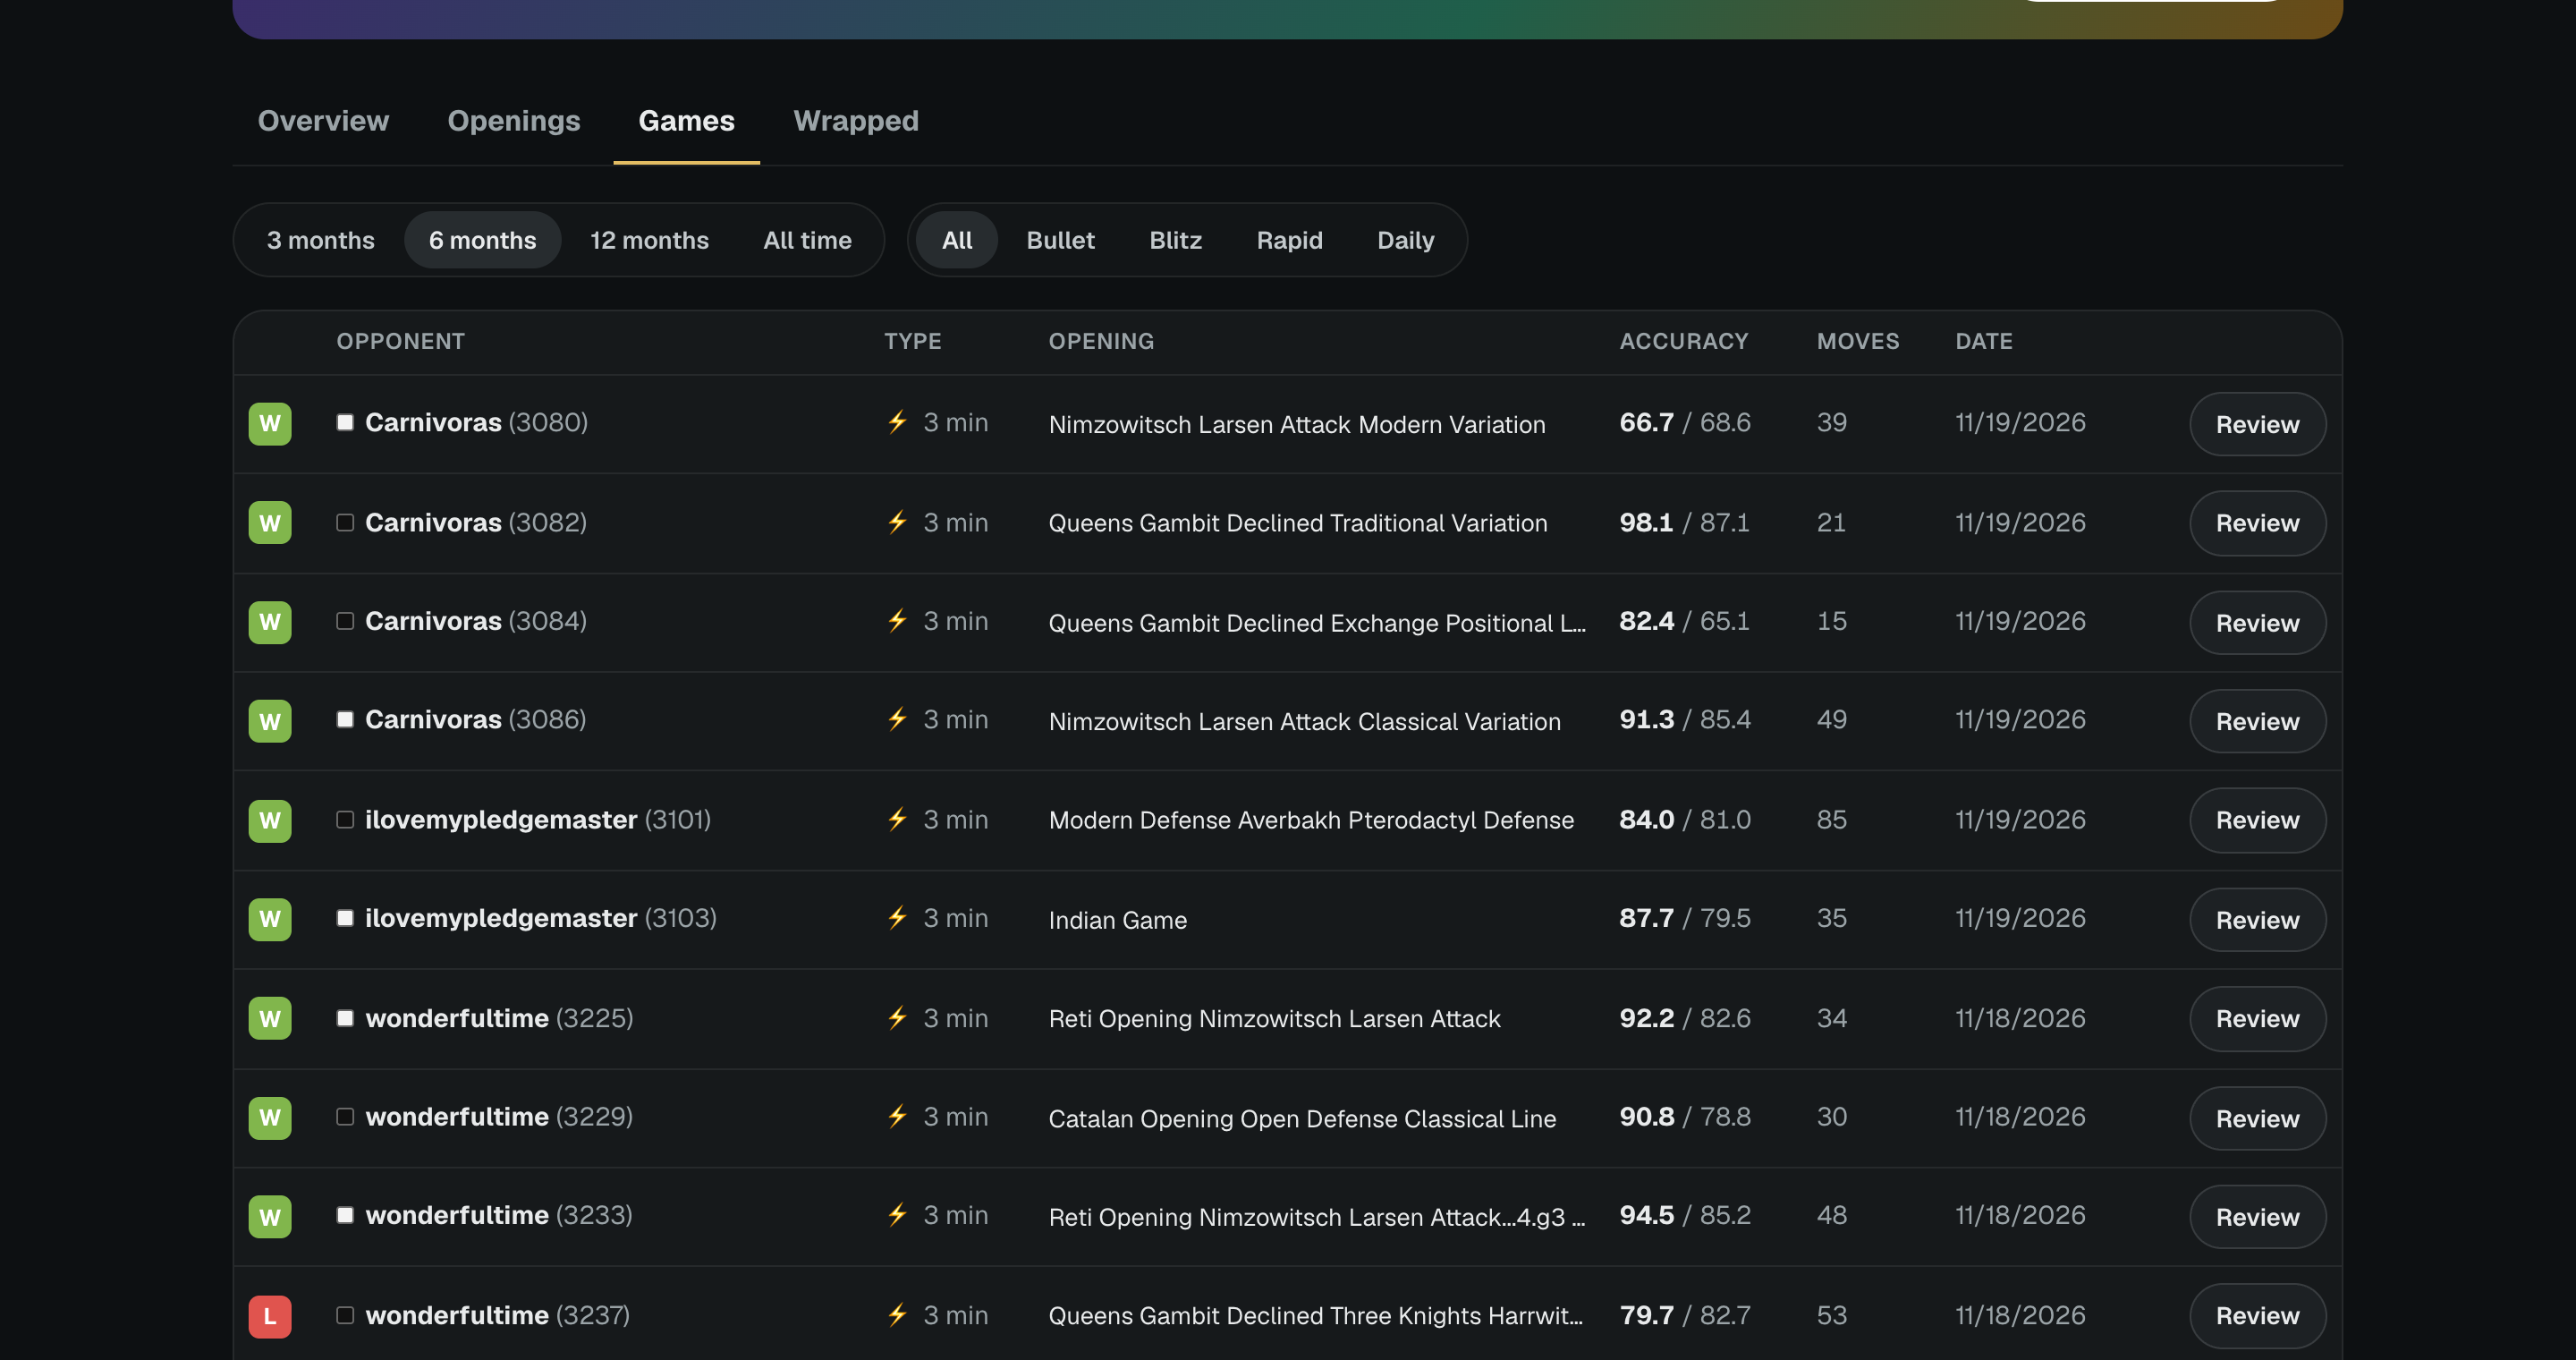 Overview Openings Games Wrapped
3 months 6 months 12 months All time All Bullet Blitz Rapid Daily
OPPONENT TYPE OPENING ACCURACY MOVES DATE
W Carnivoras (3080) 3 min Nimzowitsch Larsen Attack Modern Variation 66.7 / 68.6 39 11/19/2026 Review
W Carnivoras (3082) 3 min Queens Gambit Declined Traditional Variation 98.1 / 87.1 21 11/19/2026 Review
W Carnivoras (3084) 3 min Queens Gambit Declined Exchange Positional L... 82.4 / 65.1 15 11/19/2026 Review
W Carnivoras (3086) 3 min Nimzowitsch Larsen Attack Classical Variation 91.3 / 85.4 49 11/19/2026 Review
W ilovemypledgemaster (3101) 3 min Modern Defense Averbakh Pterodactyl Defense 84.0 / 81.0 85 11/19/2026 Review
W ilovemypledgemaster (3103) 3 min Indian Game 87.7 / 79.5 35 11/19/2026 Review
W wonderfultime (3225) 3 min Reti Opening Nimzowitsch Larsen Attack 92.2 / 82.6 34 11/18/2026 Review
W wonderfultime (3229) 3 min Catalan Opening Open Defense Classical Line 90.8 / 78.8 30 11/18/2026 Review
W wonderfultime (3233) 3 min Reti Opening Nimzowitsch Larsen Attack...4.g3 ... 94.5 / 85.2 48 11/18/2026 Review
L wonderfultime (3237) 3 min Queens Gambit Declined Three Knights Harrwit... 79.7 / 82.7 53 11/18/2026 Review